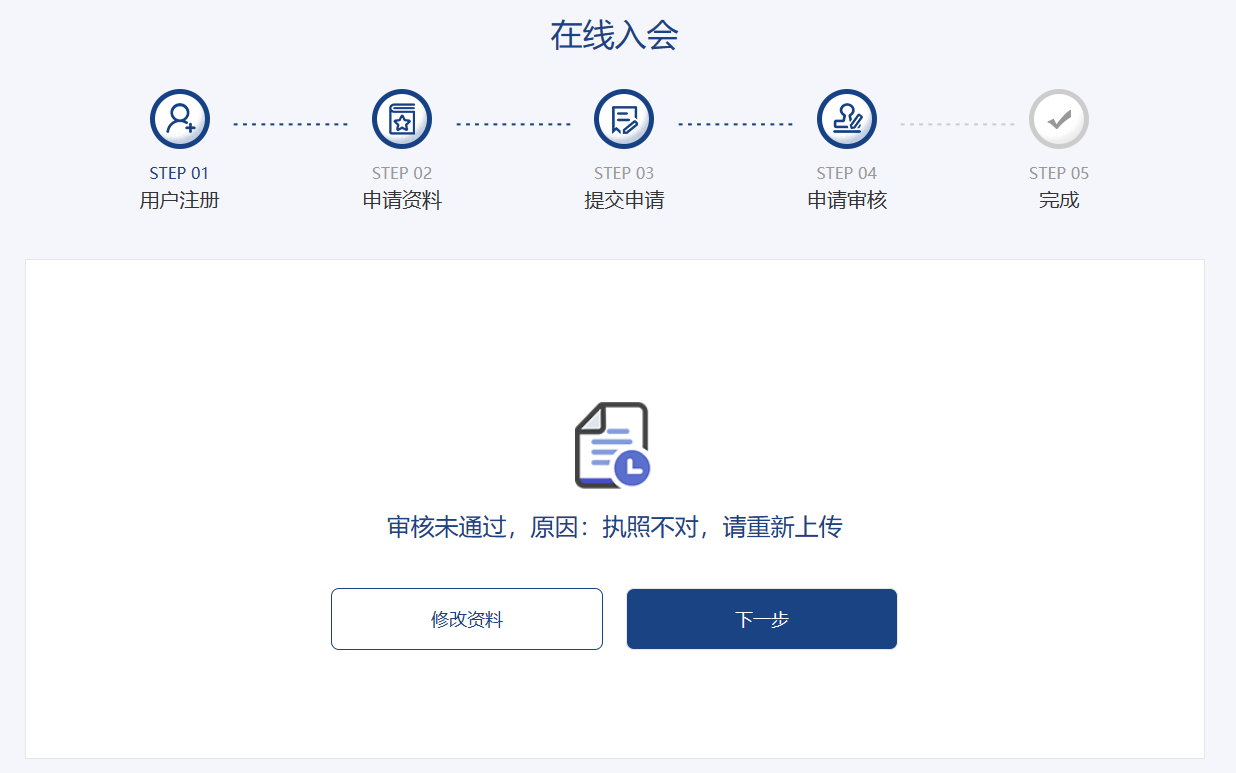 在线入会
STEP 01
用户注册
STEP 02
申请资料
STEP 03
提交申请
STEP 04
申请审核
STEP 05
完成
审核未通过，原因：执照不对，请重新上传
修改资料
下一步